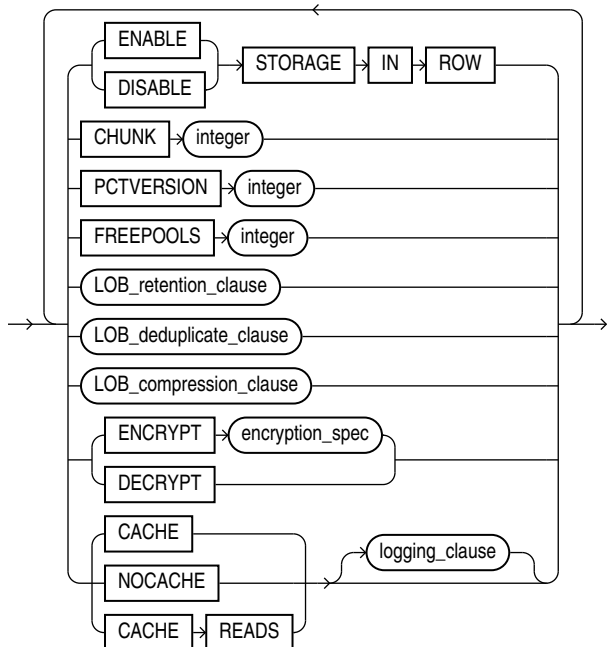 ENABLE
STORAGE IN ROW
DISABLE
CHUNK integer
PCTVERSION integer
FREEPOOLS integer
LOB_retention_clause
LOB_deduplicate_clause
LOB_compression_clause
ENCRYPT encryption_spec
DECRYPT
CACHE
logging_clause
NOCACHE
CACHE READS